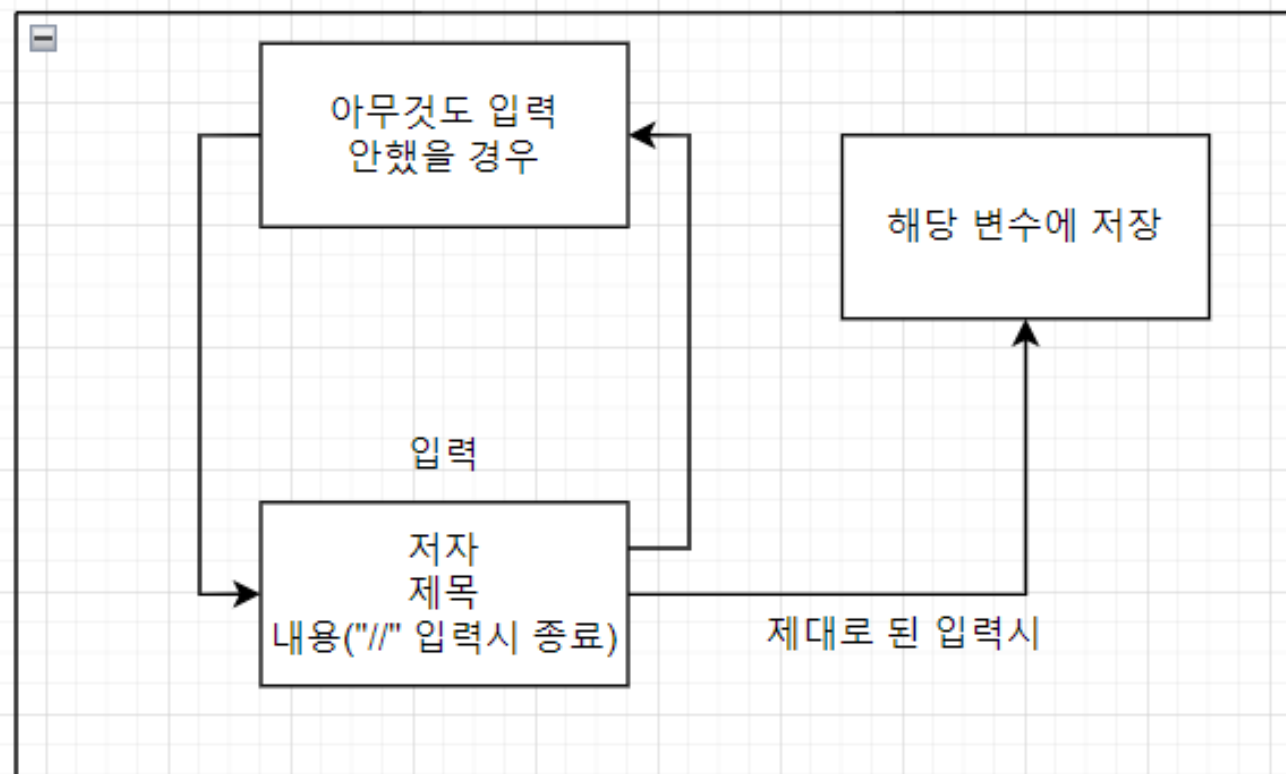 아무것도 입력
안했을 경우
해당 변수에 저장
입력
저자
제목
내용("//" 입력시 종료)
제대로 된 입력시